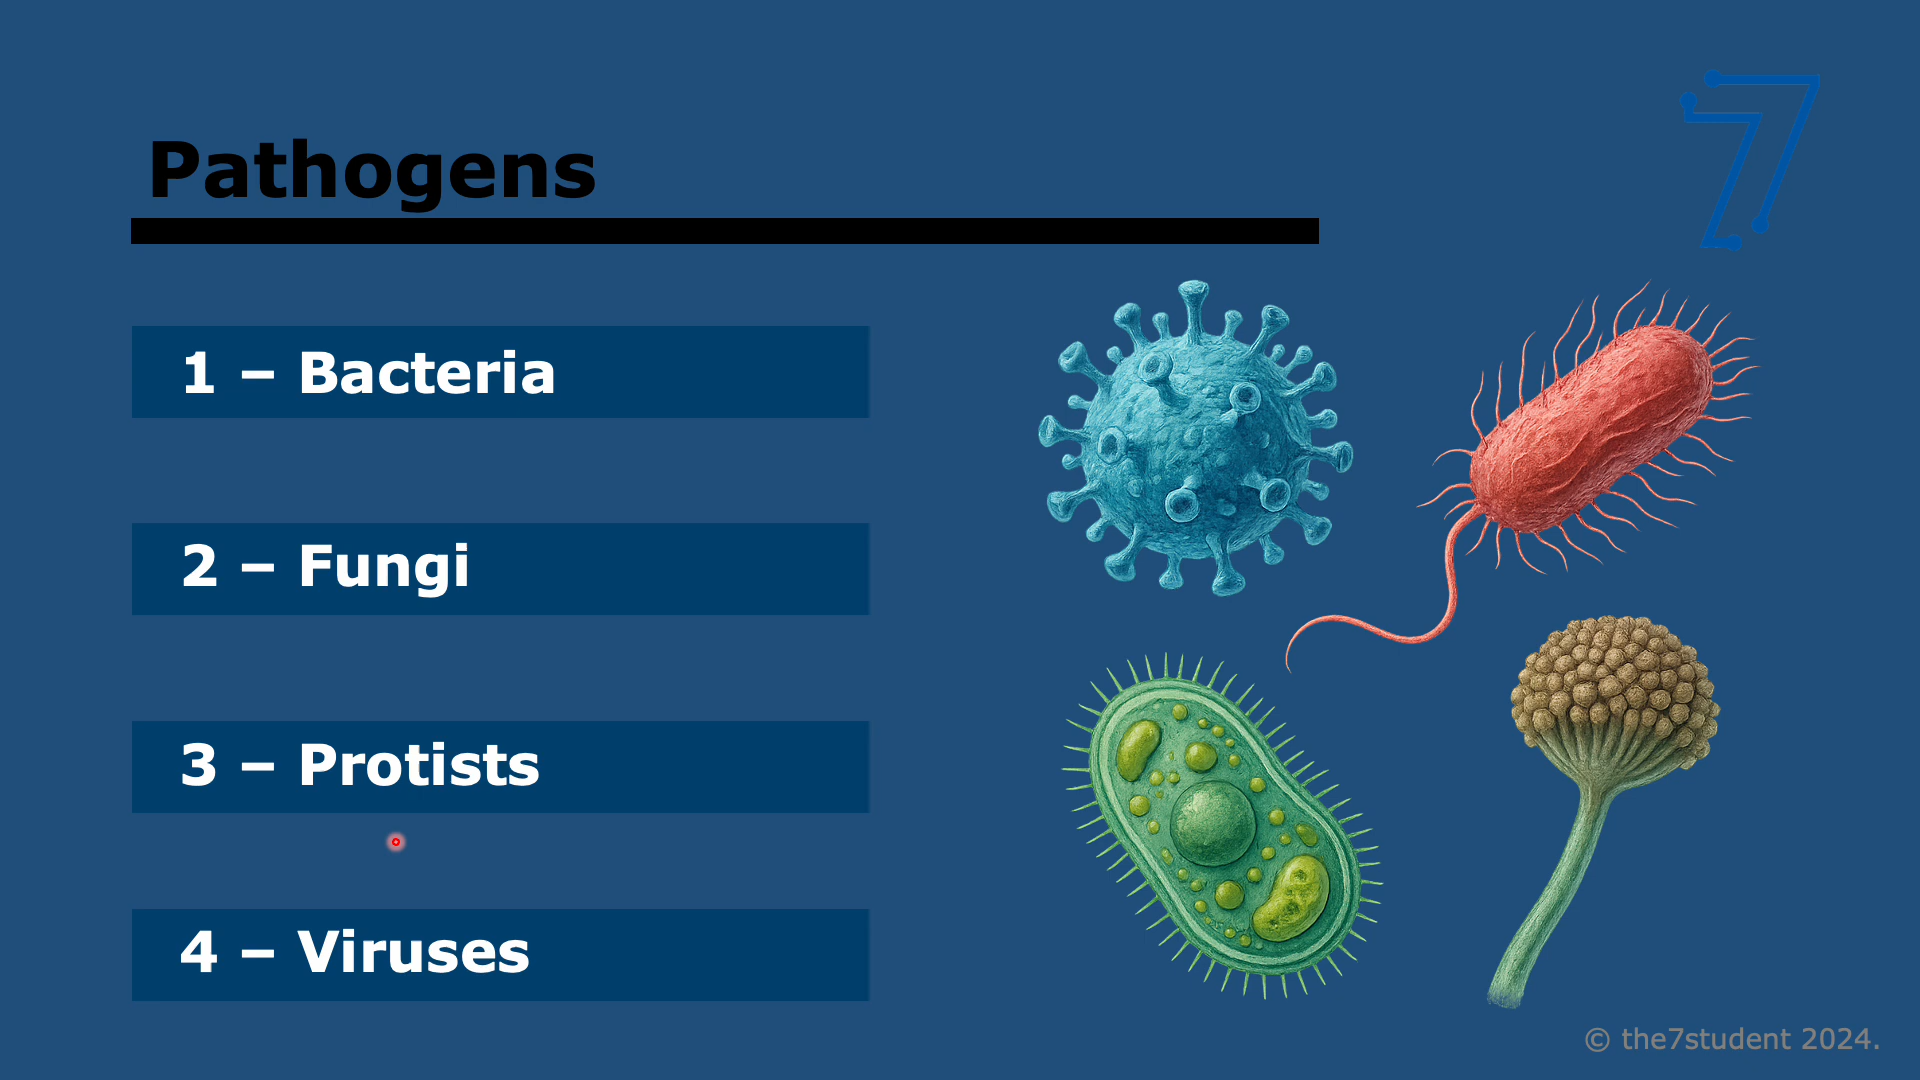 Pathogens
1 – Bacteria
2 – Fungi
3 – Protists
4 – Viruses
© the7student 2024.